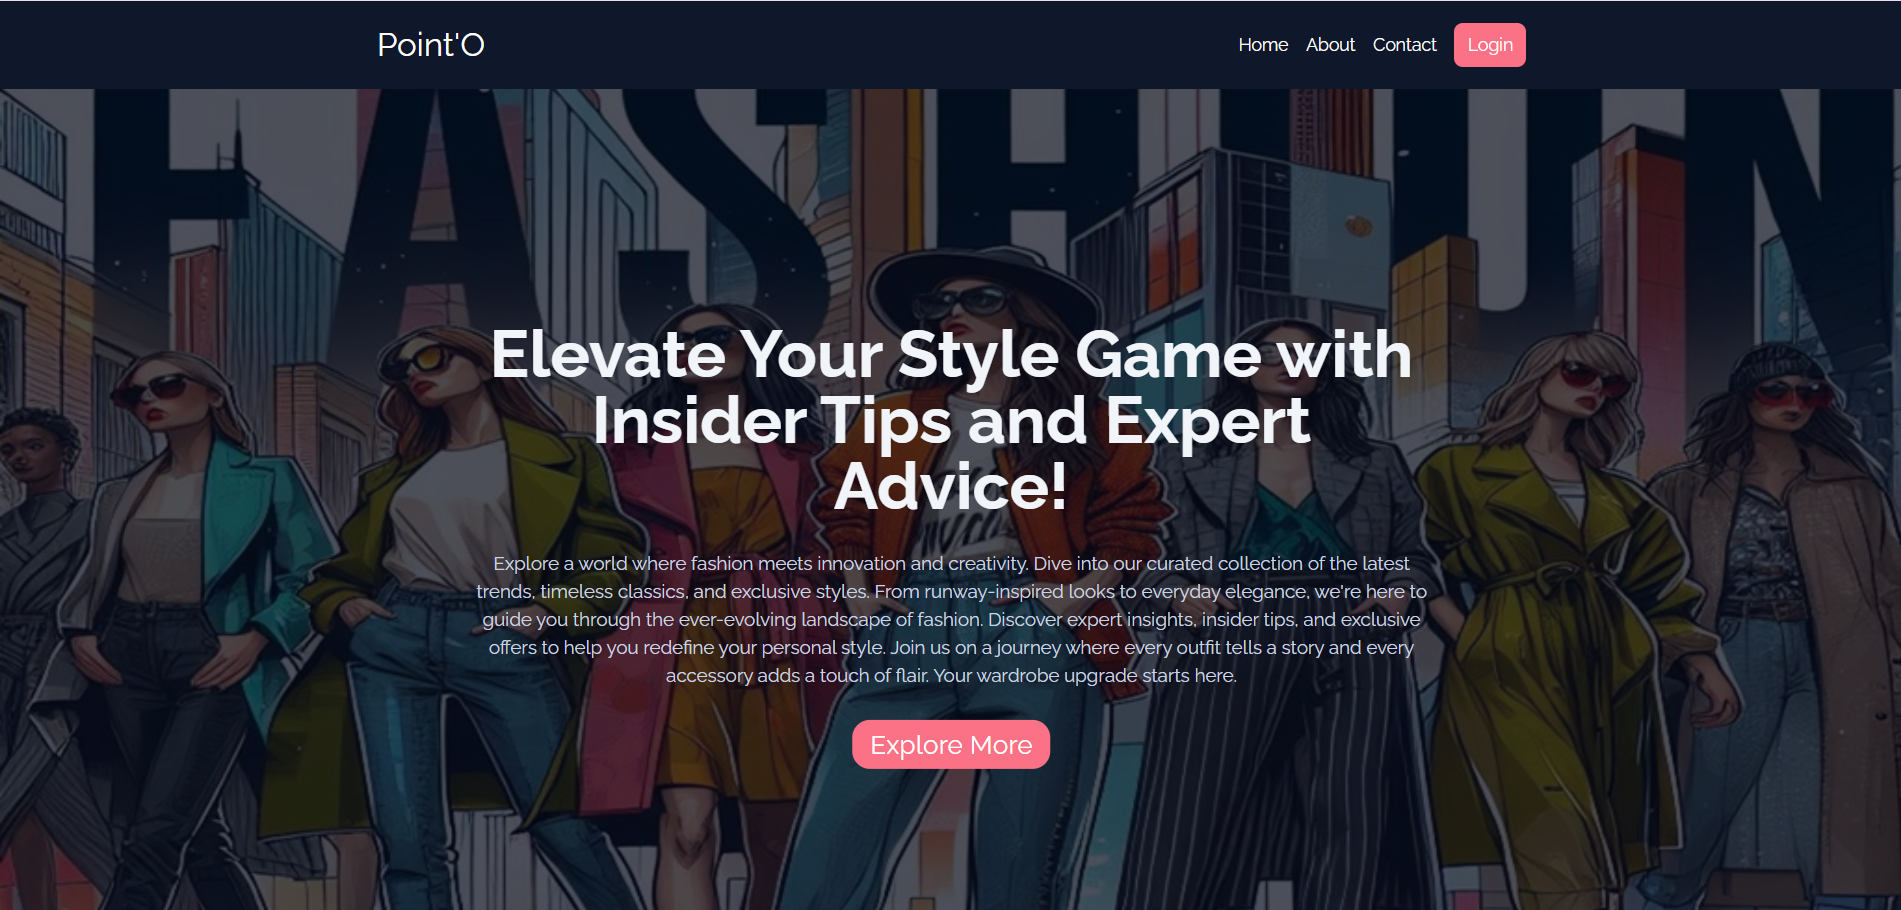 Point'O
Home About Contact Login
FASHION
Elevate Your Style Game with
Insider Tips and Expert
Advice!
Explore a world where fashion meets innovation and creativity. Dive into our curated collection of the latest
trends, timeless classics, and exclusive styles. From runway-inspired looks to everyday elegance, we're here to
guide you through the ever-evolving landscape of fashion. Discover expert insights, insider tips, and exclusive
offers to help you redefine your personal style. Join us on a journey where every outfit tells a story and every
accessory adds a touch of flair. Your wardrobe upgrade starts here.
Explore More